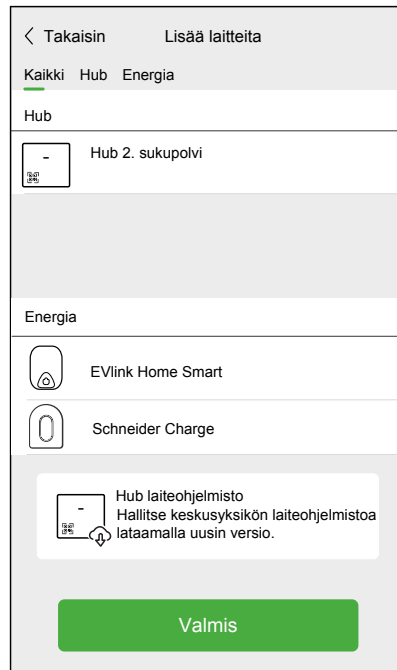 Takaisin Lisää laitteita
Kaikki Hub Energia
Hub
Hub 2. sukupolvi
Energia
EVlink Home Smart
Schneider Charge
Hub laiteohjelmisto
Hallitse keskusyksikön laiteohjelmistoa
lataamalla uusin versio.
Valmis